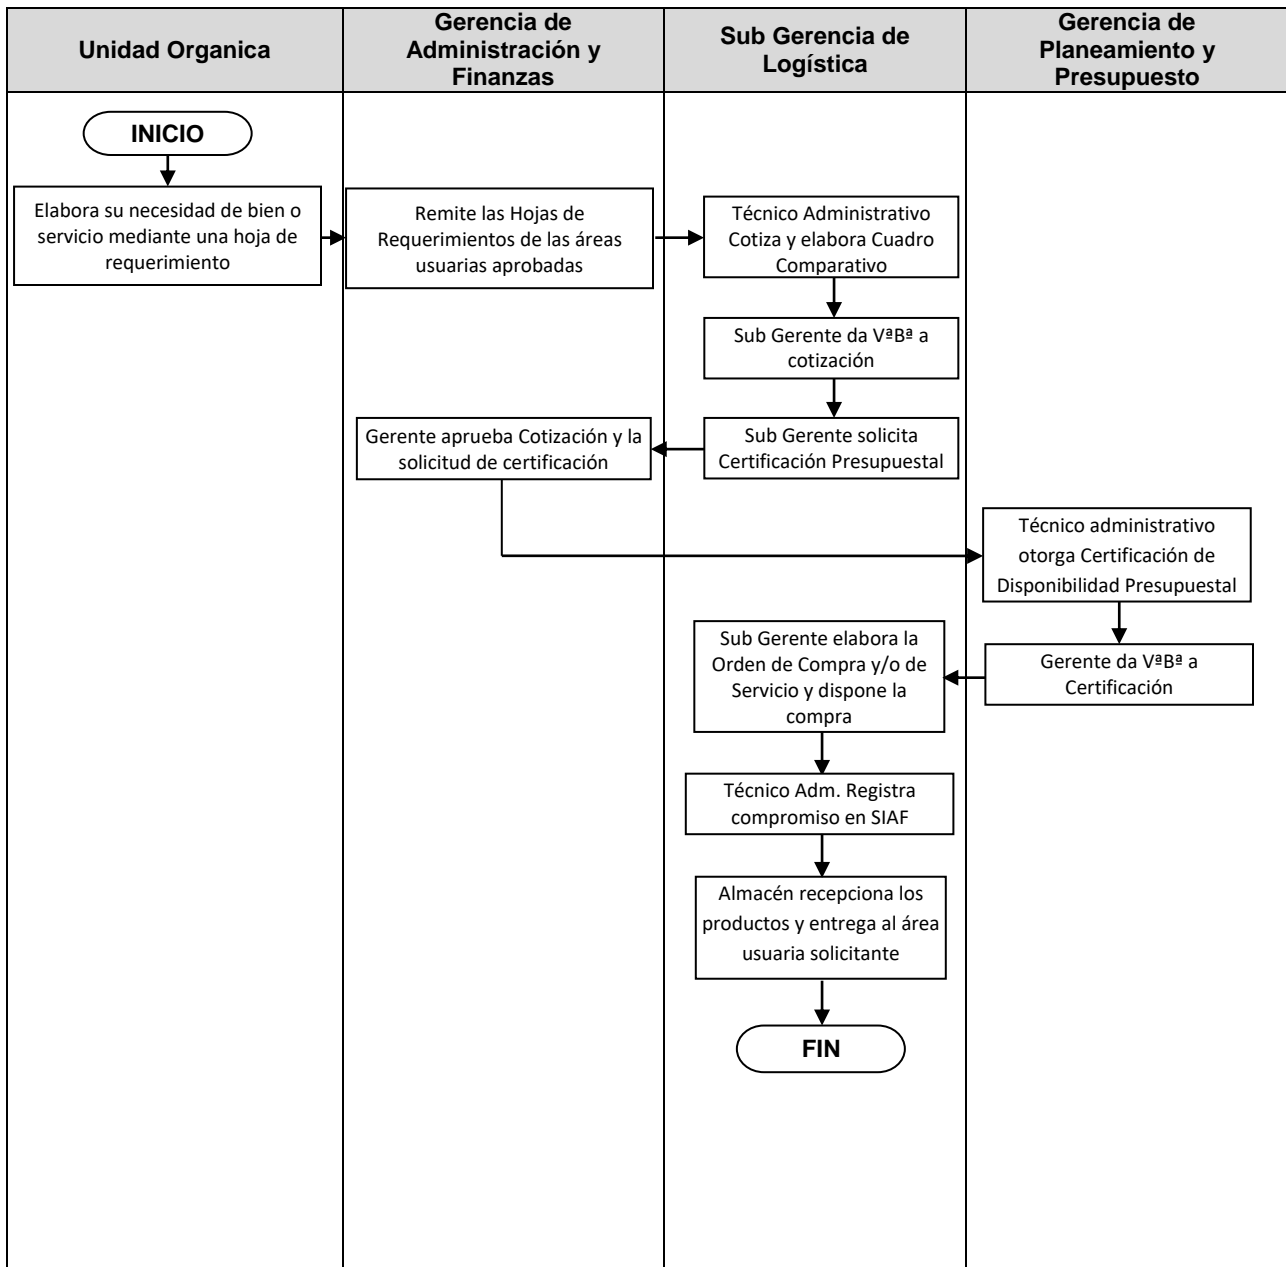 Unidad Organica
Gerencia de
Administración y
Finanzas
Sub Gerencia de
Logística
Gerencia de
Planeamiento y
Presupuesto
INICIO
Elabora su necesidad de bien o
servicio mediante una hoja de
requerimiento
Remite las Hojas de
Requerimientos de las áreas
usuarias aprobadas
Técnico Administrativo
Cotiza y elabora Cuadro
Comparativo
Sub Gerente da VªBª a
cotización
Sub Gerente solicita
Certificación Presupuestal
Gerente aprueba Cotización y la
solicitud de certificación
Técnico administrativo
otorga Certificación de
Disponibilidad Presupuestal
Gerente da VªBª a
Certificación
Sub Gerente elabora la
Orden de Compra y/o de
Servicio y dispone la
compra
Técnico Adm. Registra
compromiso en SIAF
Almacén recepciona los
productos y entrega al área
usuaria solicitante
FIN